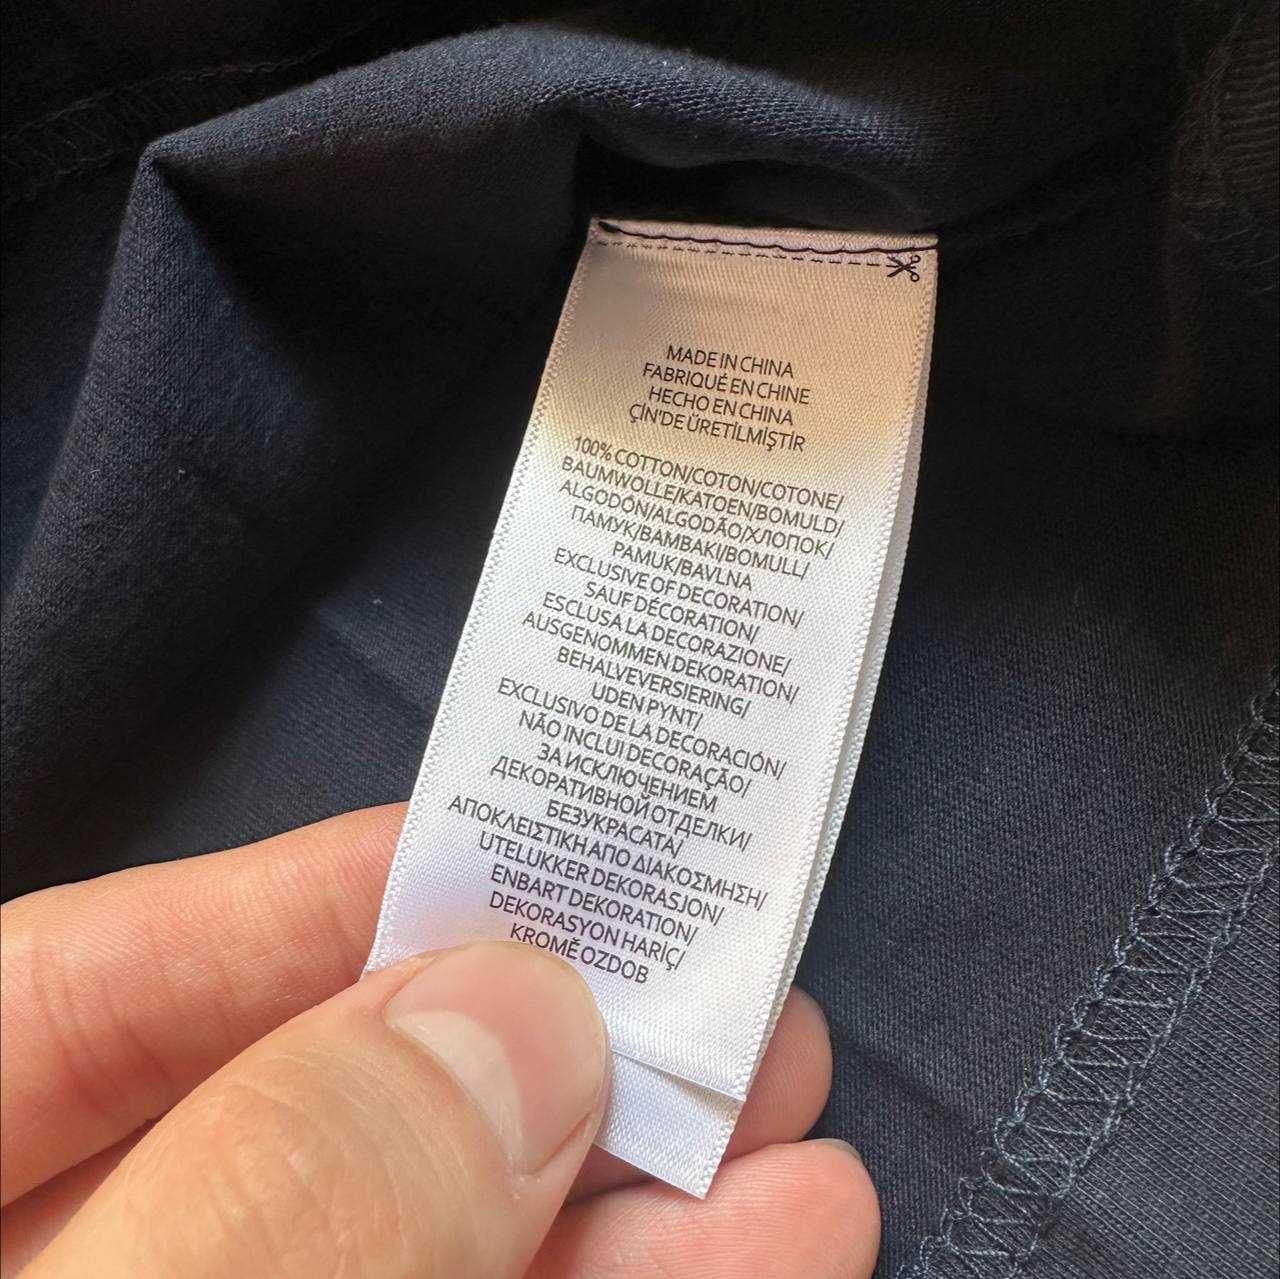 MADE IN CHINA
FABRIQUÉ EN CHINE
HECHO EN CHINA
ÇİN'DE ÜRETİLMİŞTİR
100% COTTON/COTON/COTONE/
BAUMWOLLE/KATOEN/BOMULD/
ALGODÓN/ALGODÃO/ХЛОПОК/
ПАМУК/ΒΑΜΒΑΚΙ/BOMULL/
PAMUK/BAVLNA
EXCLUSIVE OF DECORATION/
SAUF DÉCORATION/
ESCLUSA LA DECORAZIONE/
AUSGENOMMEN DEKORATION/
BEHALVEVERSIERING/
UDEN PYNT/
EXCLUSIVO DE LA DECORACIÓN/
NÃO INCLUI DECORAÇÃO/
ЗА ИСКЛЮЧЕНИЕМ
ДЕКОРАТИВНОЙ ОТДЕЛКИ/
БЕЗ УКРАСАТА/
ΑΠΟΚΛΕΙΣΤΙΚΗ ΑΠΟ ΔΙΑΚΟΣΜΗΣΗ/
UTELUKKER DEKORASJON/
ENBART DEKORATION/
DEKORASYON HARİÇ/
KROMĚ OZDOB